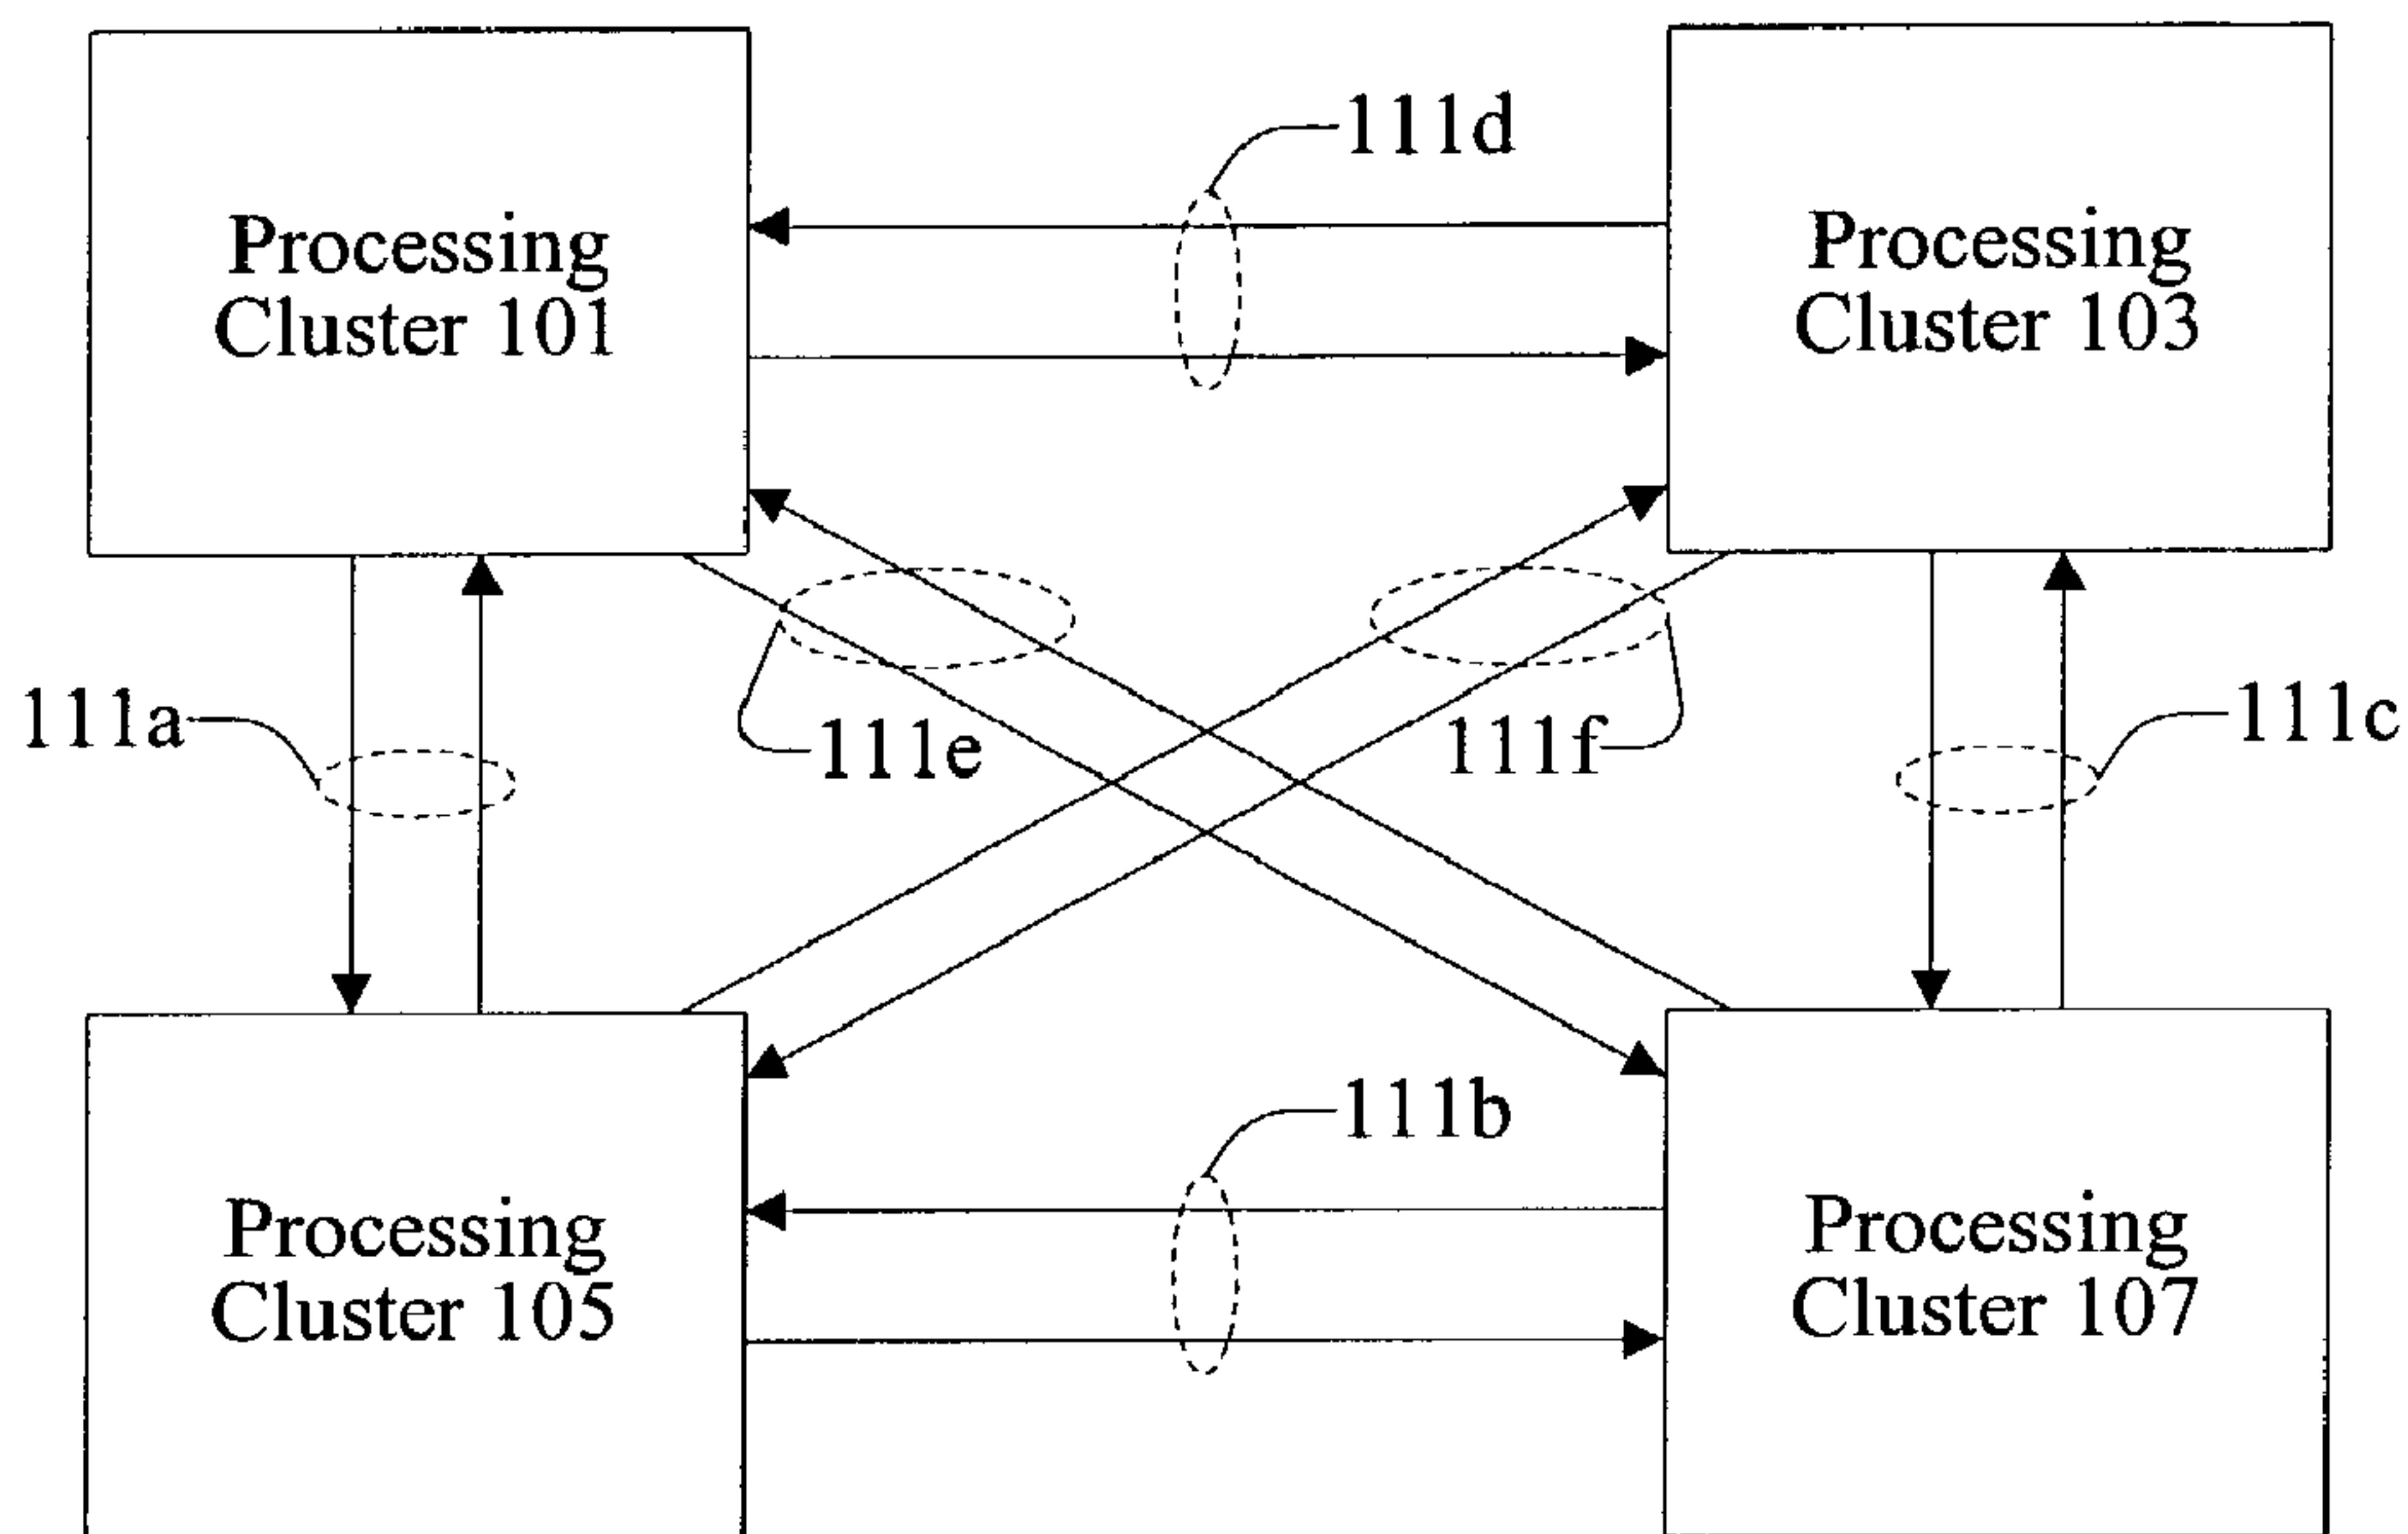 111d
Processing
Cluster 101
Processing
Cluster 103
111a
111e
111f
111c
111b
Processing
Cluster 105
Processing
Cluster 107